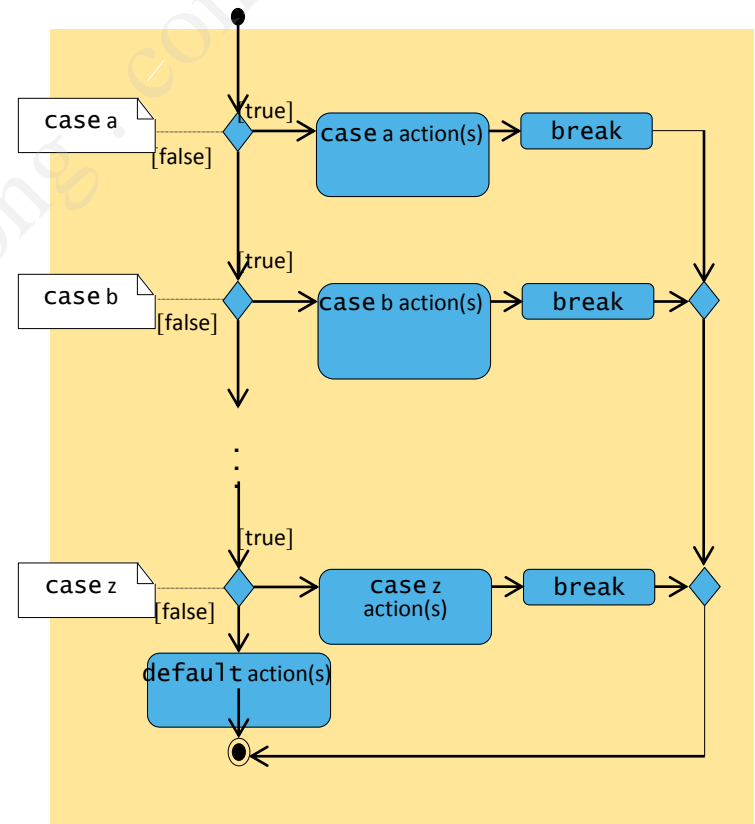 [true]
case a
case a action(s)
break
[false]
[true]
case b
case b action(s)
break
[false]
.
.
.
[true]
case z
case z
action(s)
break
[false]
default action(s)